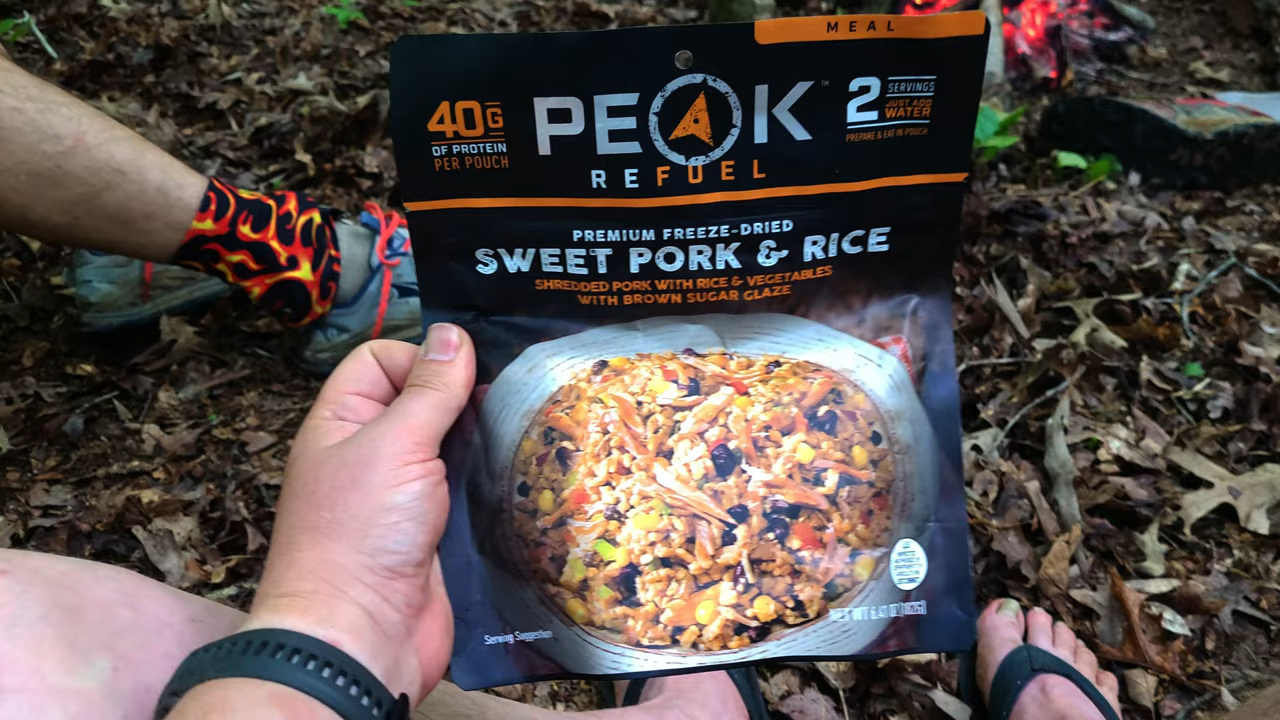 MEAL
40G
OF PROTEIN
PER POUCH
PEAK™
REFUEL
2 SERVINGS
JUST ADD
WATER
PREPARE & EAT IN POUCH
PREMIUM FREEZE-DRIED
SWEET PORK & RICE
SHREDDED PORK WITH RICE & VEGETABLES
WITH BROWN SUGAR GLAZE
Serving Suggestion